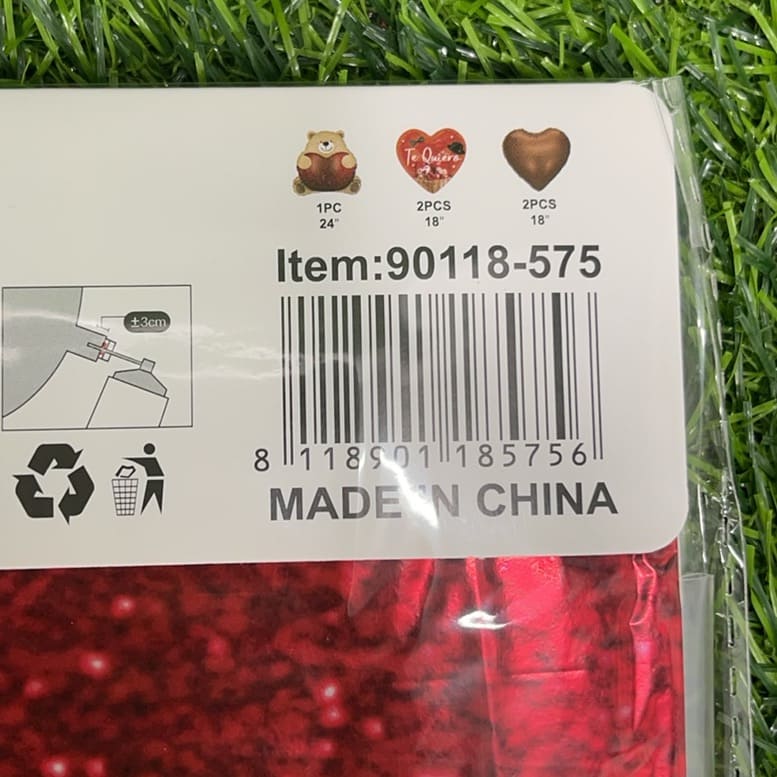 Te Quiero
1PC
24"
2PCS
18"
2PCS
18"
Item:90118-575
±3cm
8 118901 185756
MADE IN CHINA